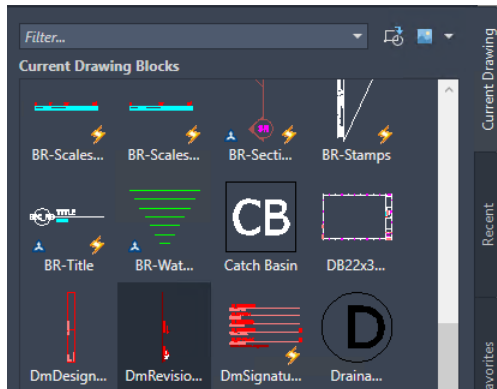 Filter...
Current Drawing Blocks
BR-Scales... BR-Scales... BR-Secti... BR-Stamps
TITLE
BR-Title BR-Wat... Catch Basin DB22x3...
CB
D
DmDesign... DmRevisio... DmSignatu... Draina...
Current Drawing
Recent
avorites